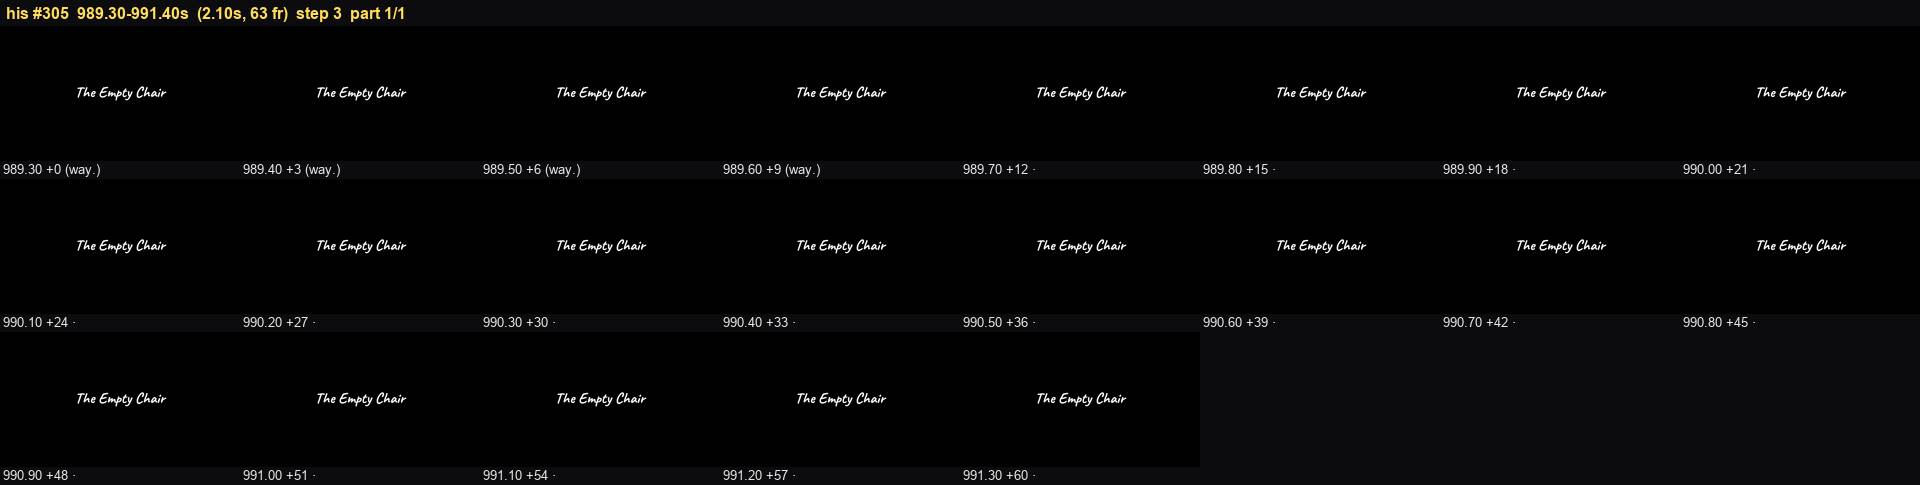 his #305  989.30-991.40s  (2.10s, 63 fr)  step 3  part 1/1
The Empty Chair The Empty Chair The Empty Chair The Empty Chair The Empty Chair The Empty Chair The Empty Chair The Empty Chair
989.30 +0 (way.) 989.40 +3 (way.) 989.50 +6 (way.) 989.60 +9 (way.) 989.70 +12 · 989.80 +15 · 989.90 +18 · 990.00 +21 ·
The Empty Chair The Empty Chair The Empty Chair The Empty Chair The Empty Chair The Empty Chair The Empty Chair The Empty Chair
990.10 +24 · 990.20 +27 · 990.30 +30 · 990.40 +33 · 990.50 +36 · 990.60 +39 · 990.70 +42 · 990.80 +45 ·
The Empty Chair The Empty Chair The Empty Chair The Empty Chair The Empty Chair
990.90 +48 · 991.00 +51 · 991.10 +54 · 991.20 +57 · 991.30 +60 ·